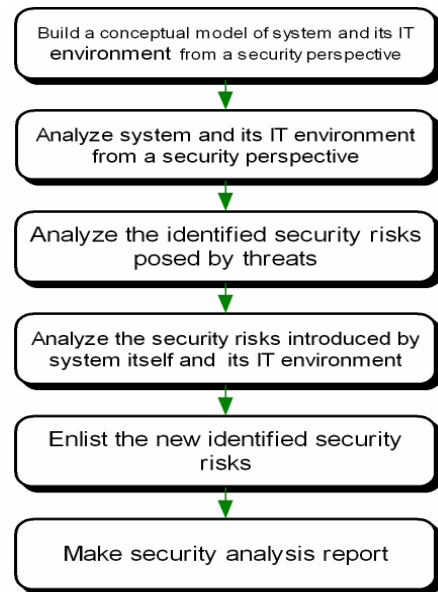 Build a conceptual model of system and its IT
environment from a security perspective
Analyze system and its IT environment
from a security perspective
Analyze the identified security risks
posed by threats
Analyze the security risks introduced by
system itself and its IT environment
Enlist the new identified security
risks
Make security analysis report